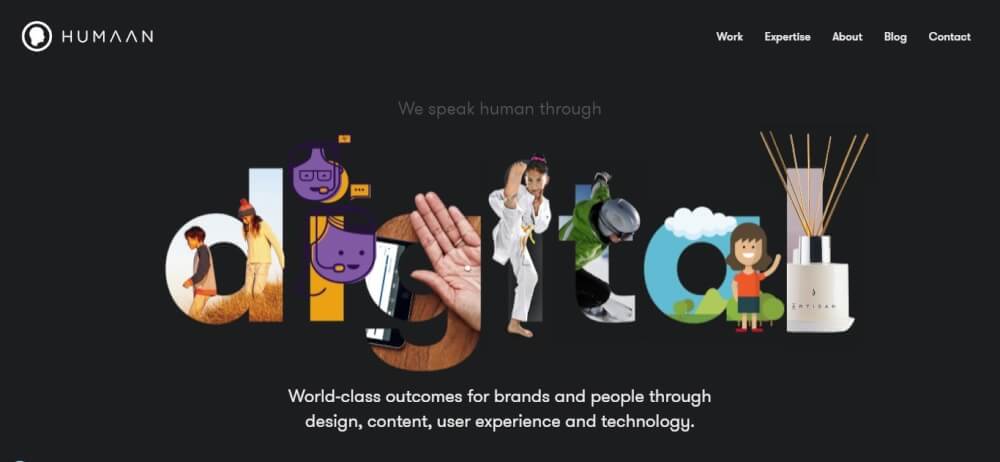 HUMAAN
Work Expertise About Blog Contact
We speak human through
digital
ARTISAN
World-class outcomes for brands and people through
design, content, user experience and technology.